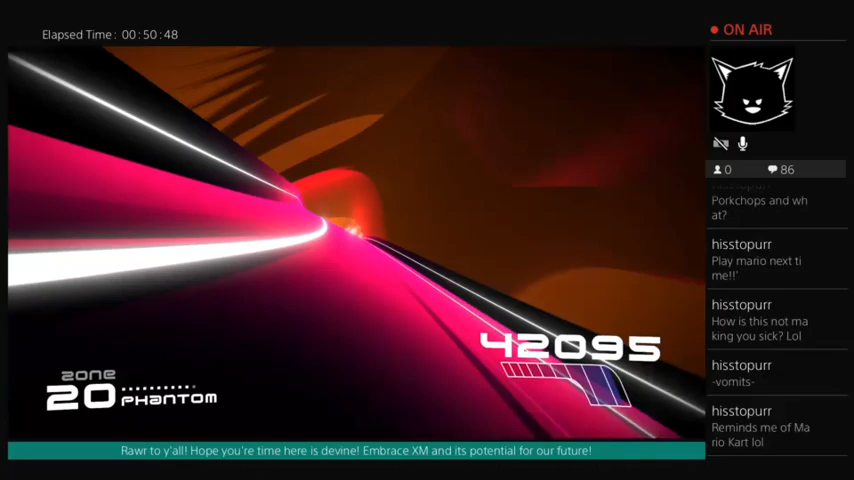 Elapsed Time : 00:50:48
ON AIR
0 86
Porkchops and wh
at?
hisstopurr
Play mario next ti
me!!'
hisstopurr
How is this not ma
king you sick? Lol
hisstopurr
-vomits-
hisstopurr
Reminds me of Ma
rio Kart lol
42095
ZONE
20 PHANTOM
Rawr to y'all! Hope you're time here is devine! Embrace XM and its potential for our future!